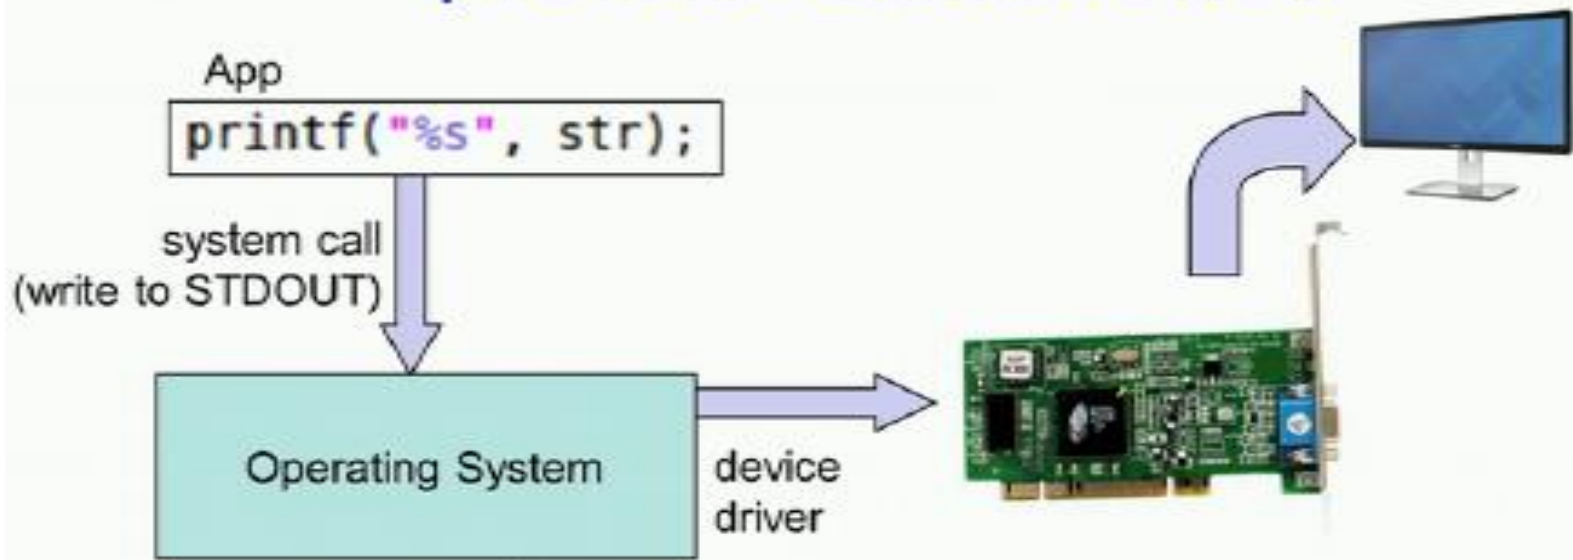 App
printf("%s", str);
system call
(write to STDOUT)
Operating System
device
driver